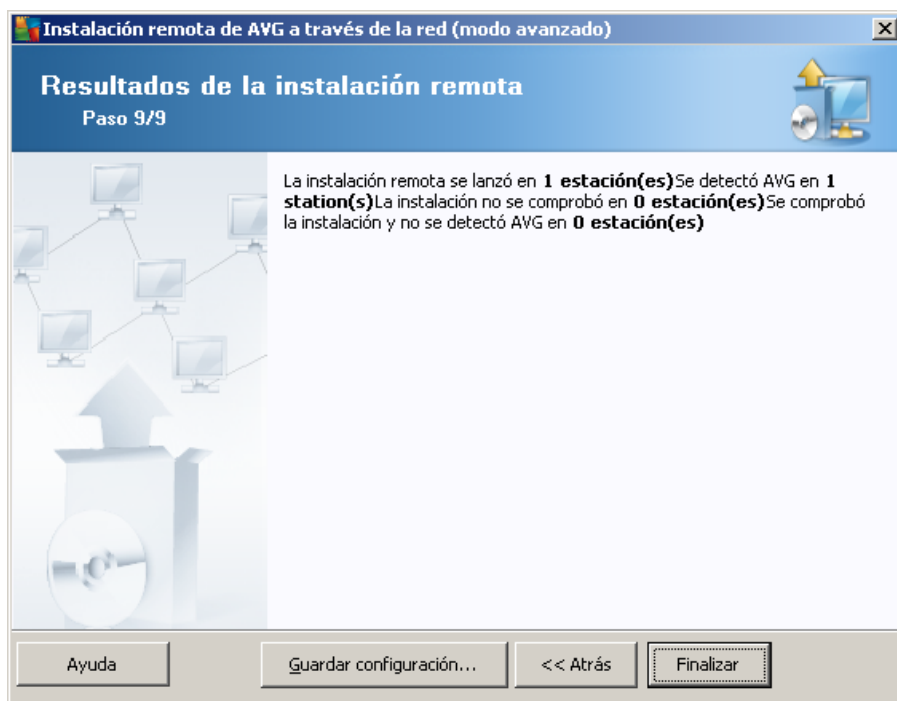 Instalación remota de AVG a través de la red (modo avanzado)
Resultados de la instalación remota
Paso 9/9
La instalación remota se lanzó en 1 estación(es)Se detectó AVG en 1
station(s)La instalación no se comprobó en 0 estación(es)Se comprobó
la instalación y no se detectó AVG en 0 estación(es)
Ayuda
Guardar configuración...
<< Atrás
Finalizar